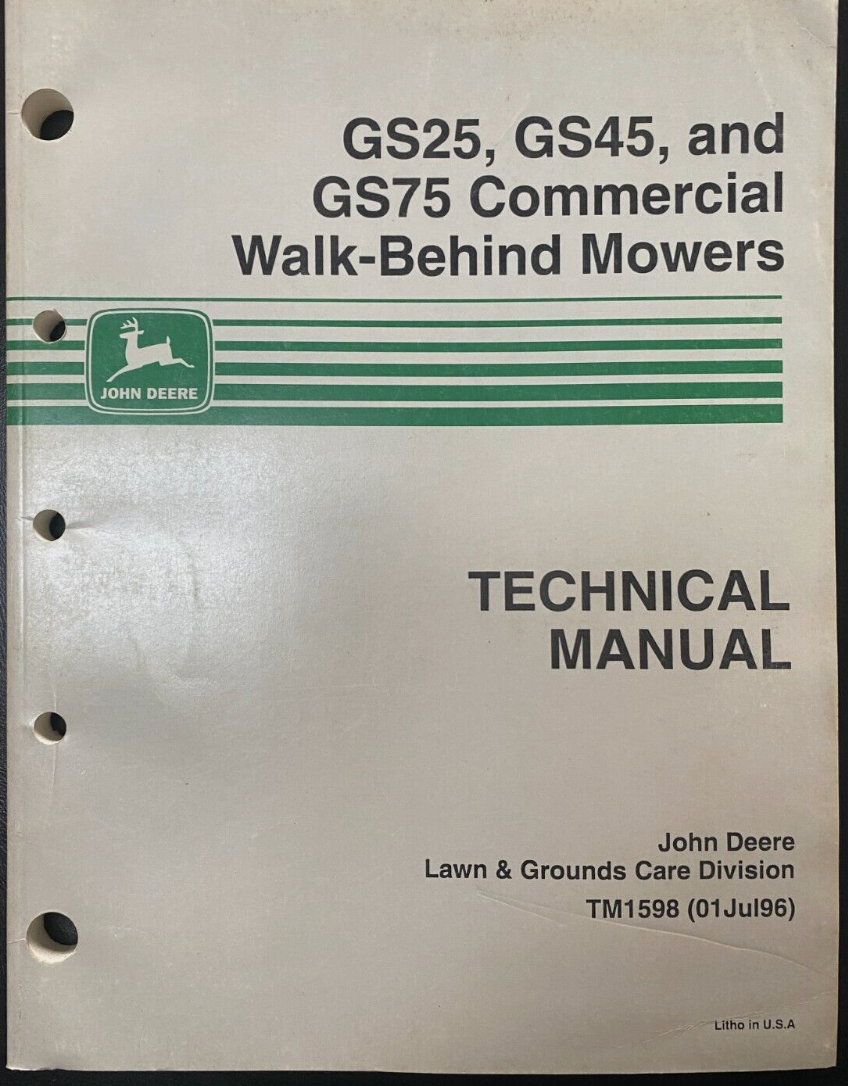 GS25, GS45, and
GS75 Commercial
Walk-Behind Mowers
JOHN DEERE
TECHNICAL
MANUAL
John Deere
Lawn & Grounds Care Division
TM1598 (01Jul96)
Litho in U.S.A